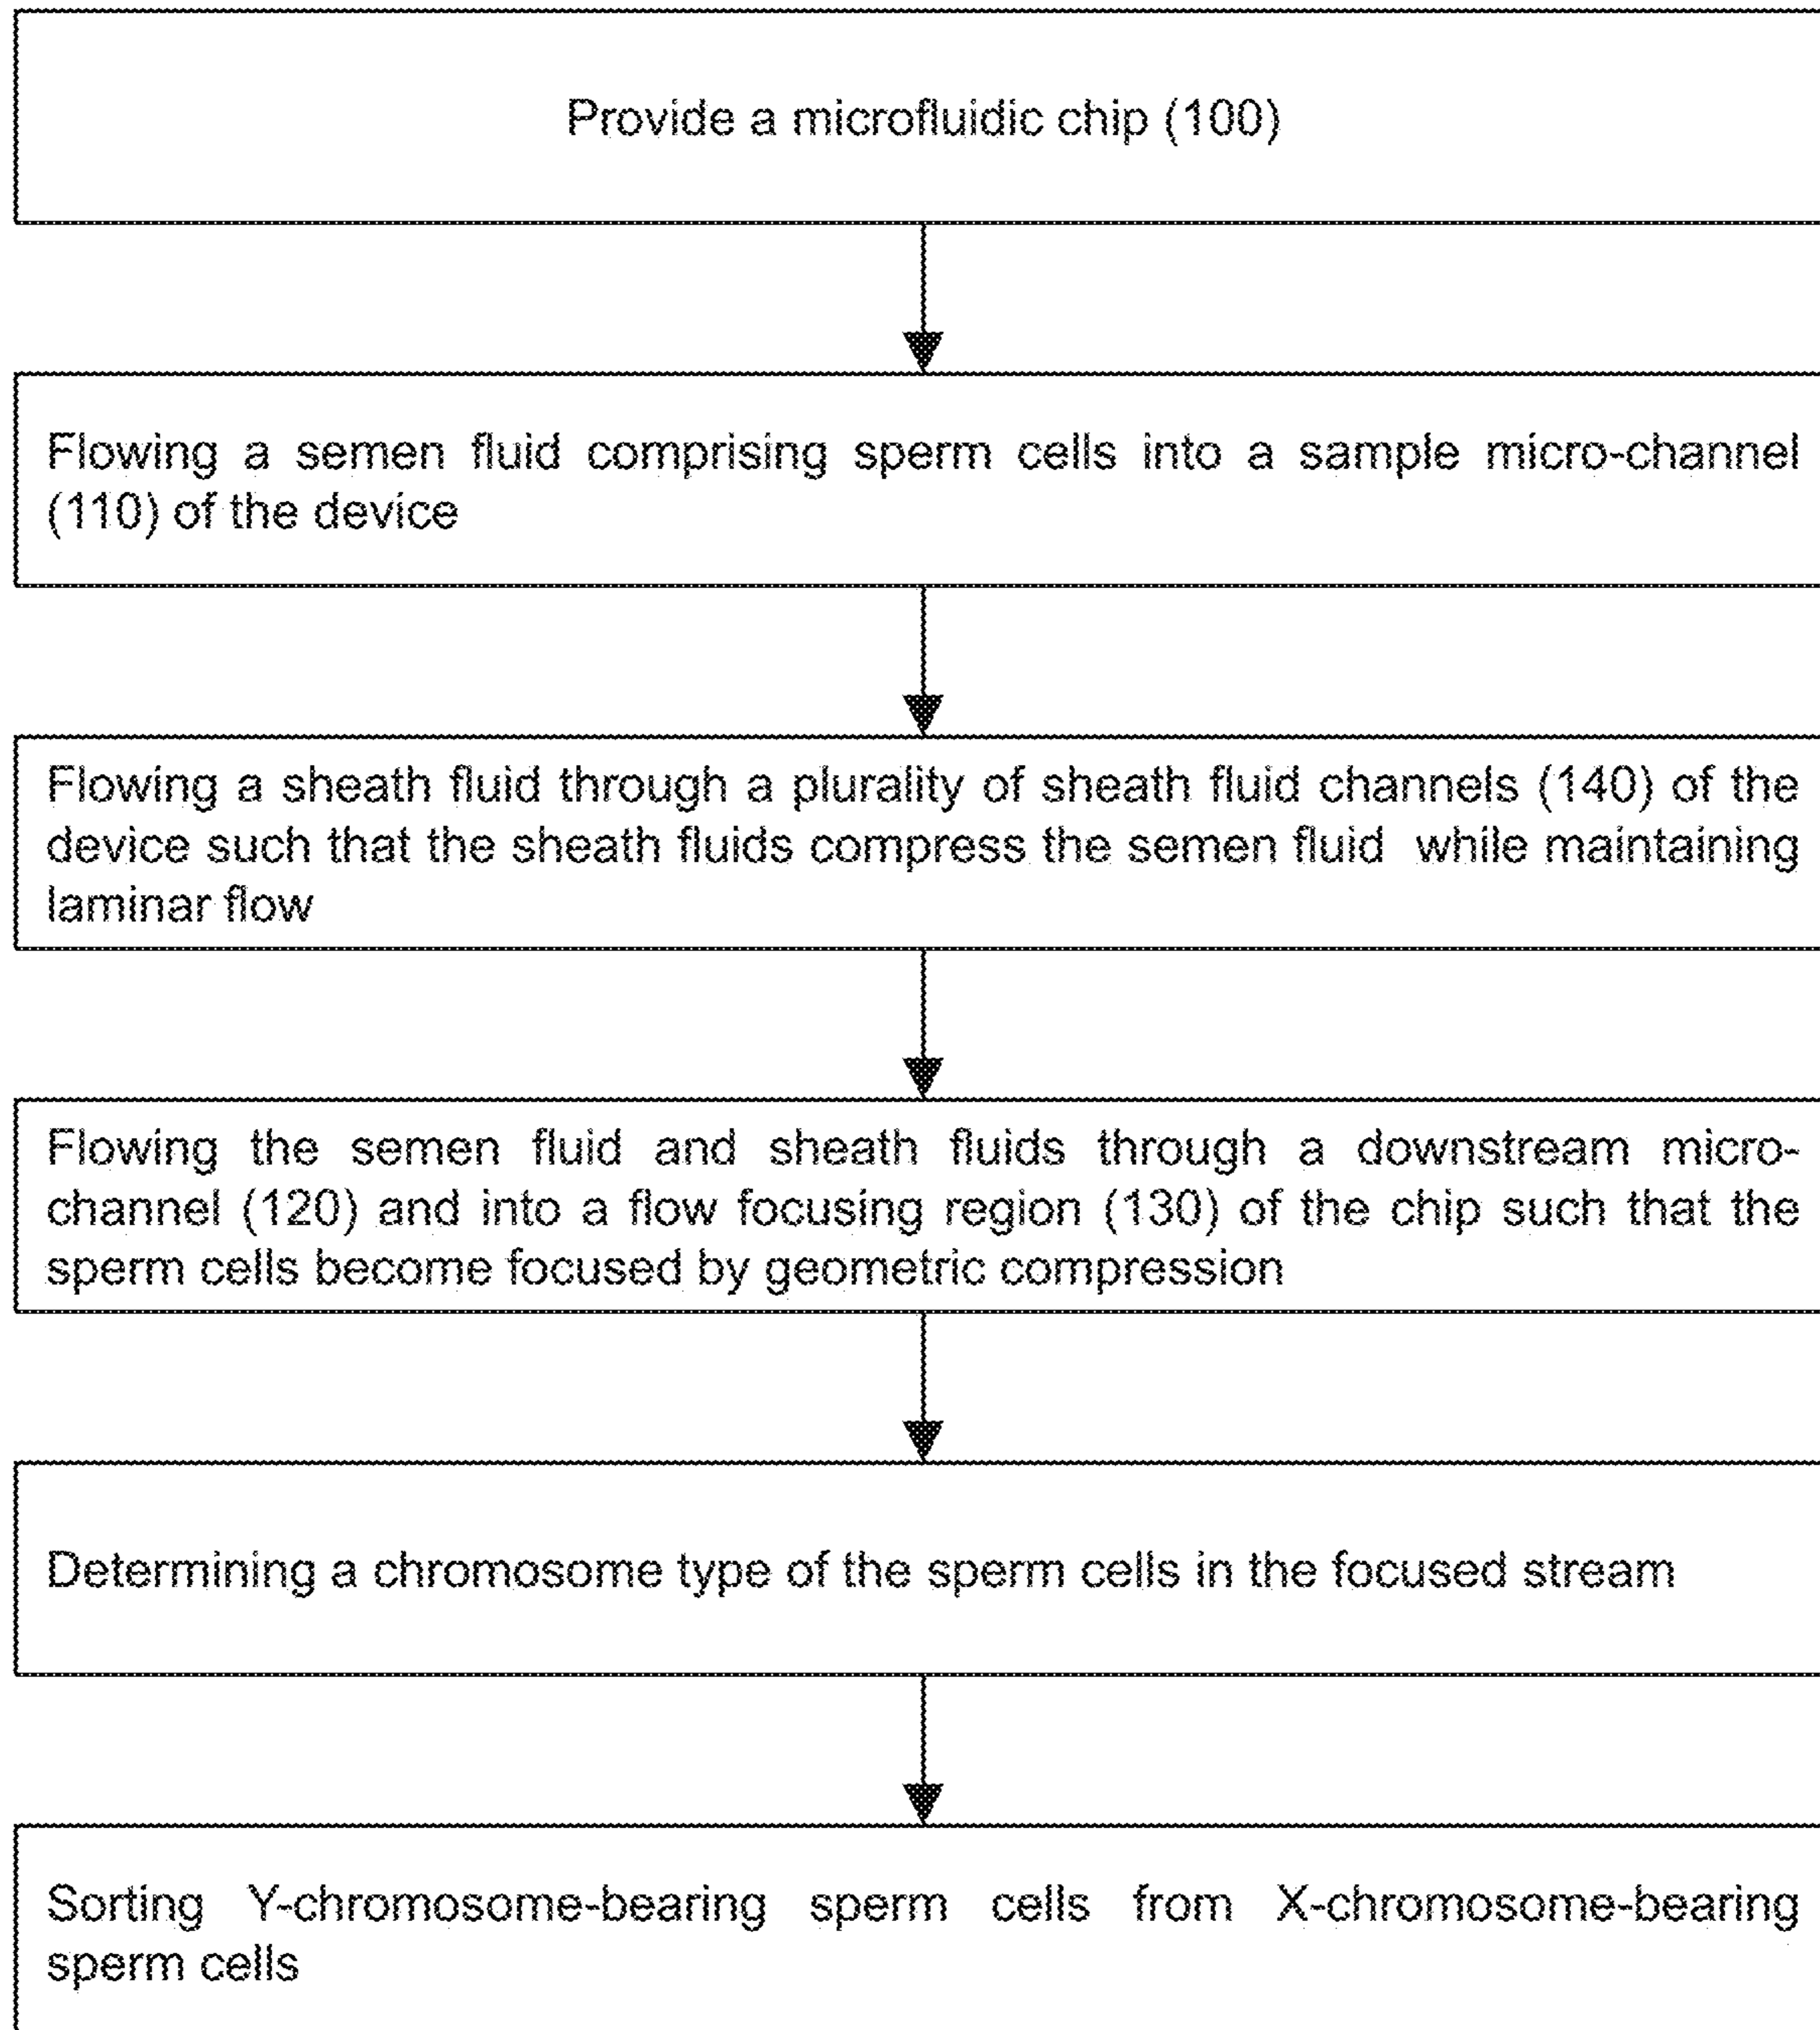 Provide a microfluidic chip (100)
Flowing a semen fluid comprising sperm cells into a sample micro-channel
(110) of the device
Flowing a sheath fluid through a plurality of sheath fluid channels (140) of the
device such that the sheath fluids compress the semen fluid while maintaining
laminar flow
Flowing the semen fluid and sheath fluids through a downstream micro-
channel (120) and into a flow focusing region (130) of the chip such that the
sperm cells become focused by geometric compression
Determining a chromosome type of the sperm cells in the focused stream
Sorting Y-chromosome-bearing sperm cells from X-chromosome-bearing
sperm cells